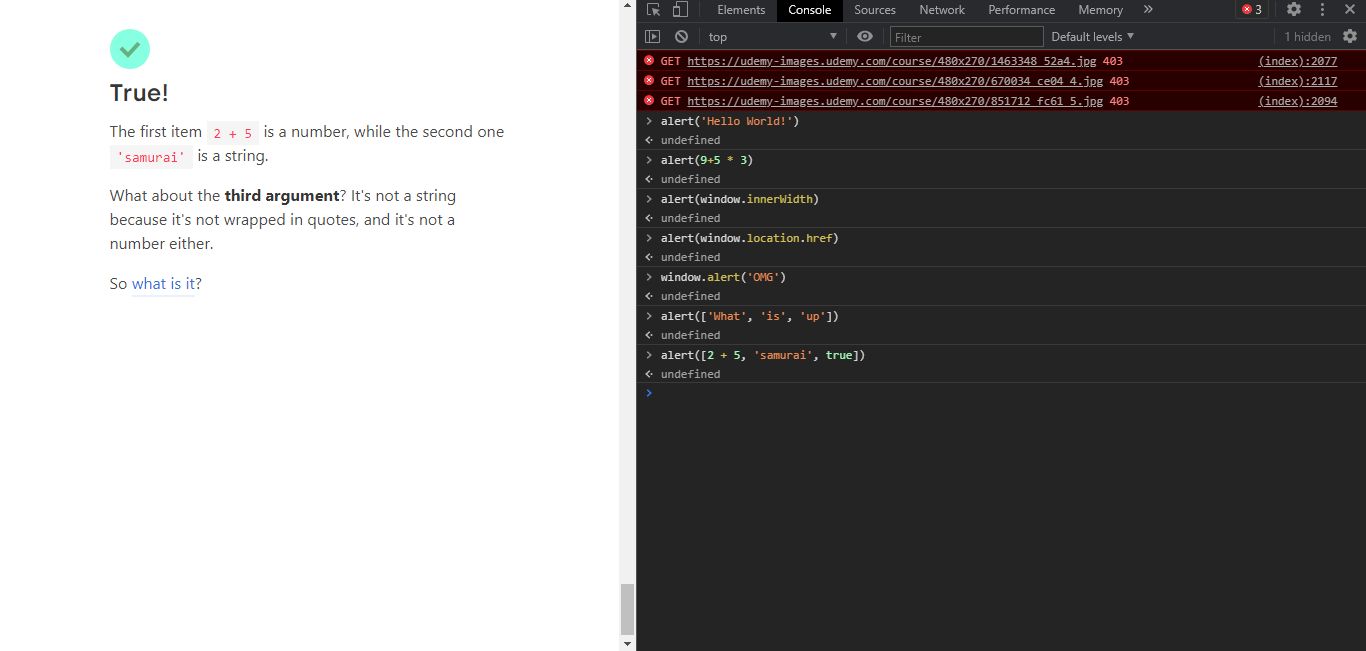 True!
The first item 2 + 5 is a number, while the second one
'samurai' is a string.
What about the third argument? It's not a string
because it's not wrapped in quotes, and it's not a
number either.
So what is it?
Elements Console Sources Network Performance Memory » 3
top Filter Default levels 1 hidden
GET https://udemy-images.udemy.com/course/480x270/1463348_52a4.jpg 403 (index):2077
GET https://udemy-images.udemy.com/course/480x270/670034_ce04_4.jpg 403 (index):2117
GET https://udemy-images.udemy.com/course/480x270/851712_fc61_5.jpg 403 (index):2094
> alert('Hello World!')
undefined
> alert(9+5 * 3)
undefined
> alert(window.innerWidth)
undefined
> alert(window.location.href)
undefined
> window.alert('OMG')
undefined
> alert(['What', 'is', 'up'])
undefined
> alert([2 + 5, 'samurai', true])
undefined
>